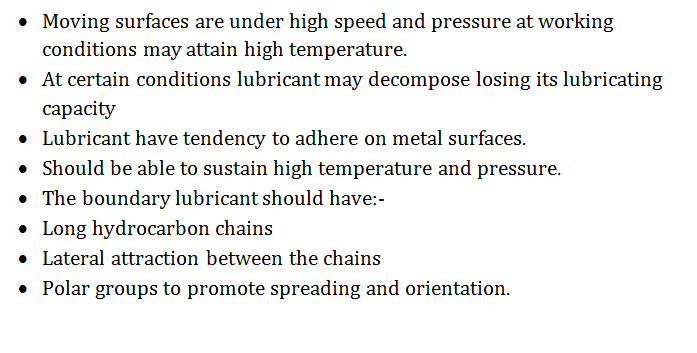 • Moving surfaces are under high speed and pressure at working
conditions may attain high temperature.
• At certain conditions lubricant may decompose losing its lubricating
capacity
• Lubricant have tendency to adhere on metal surfaces.
• Should be able to sustain high temperature and pressure.
• The boundary lubricant should have:-
• Long hydrocarbon chains
• Lateral attraction between the chains
• Polar groups to promote spreading and orientation.